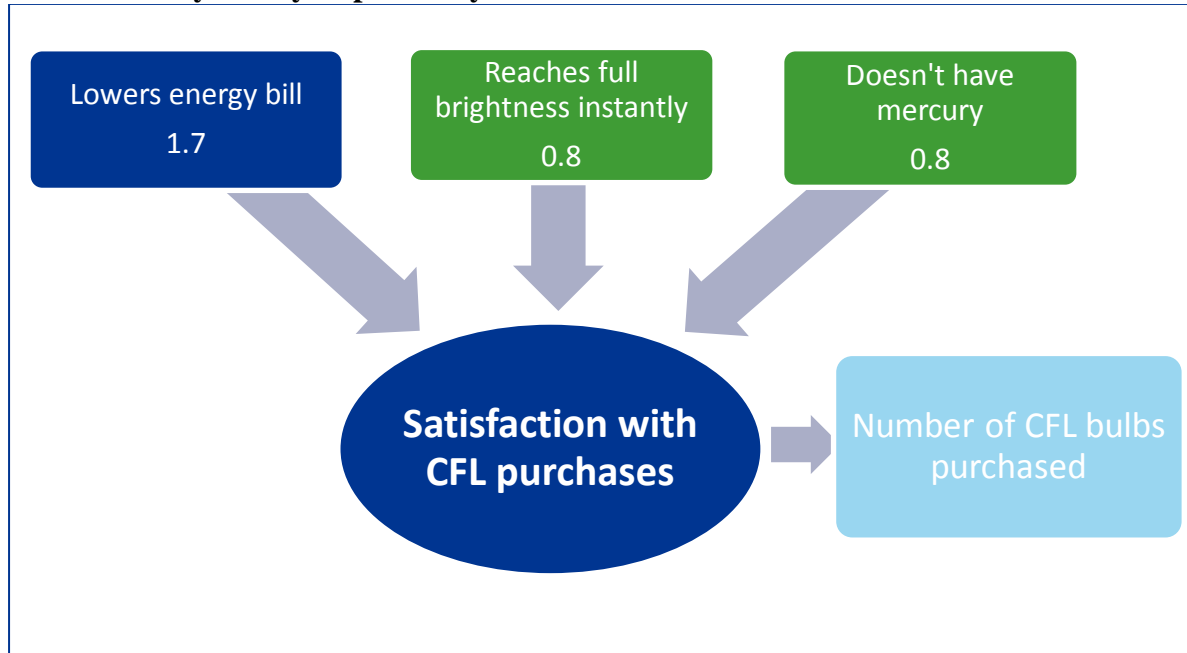 Lowers energy bill
1.7
Reaches full
brightness instantly
0.8
Doesn't have
mercury
0.8
Satisfaction with
CFL purchases
Number of CFL bulbs
purchased